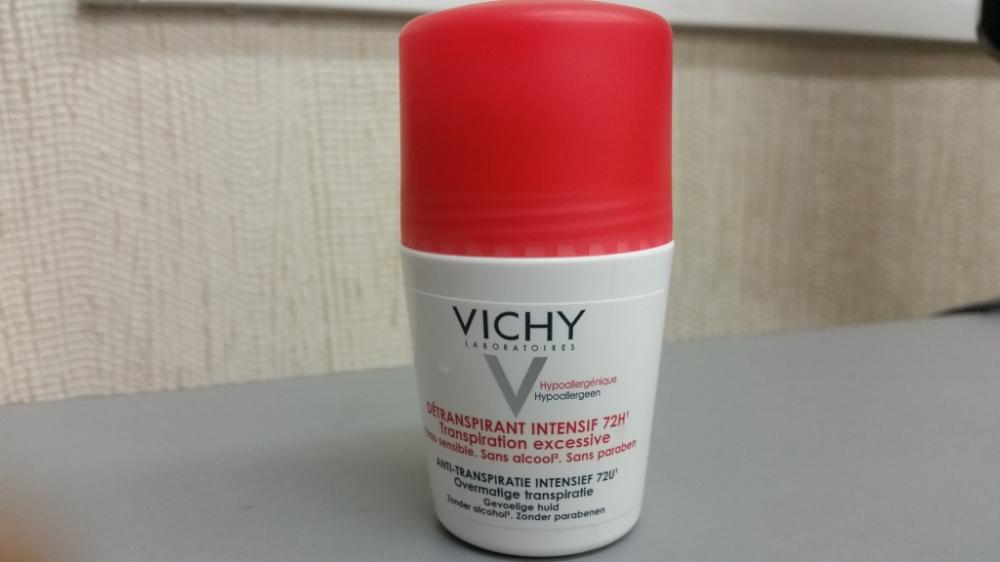 VICHY
LABORATOIRES
Hypoallergénique
Hypoallergeen
DÉTRANSPIRANT INTENSIF 72H¹
Transpiration excessive
sensible. Sans alcool². Sans paraben
ANTI-TRANSPIRATIE INTENSIEF 72U¹
Overmatige transpiratie
Gevoelige huid
Zonder alcohol². Zonder parabenen